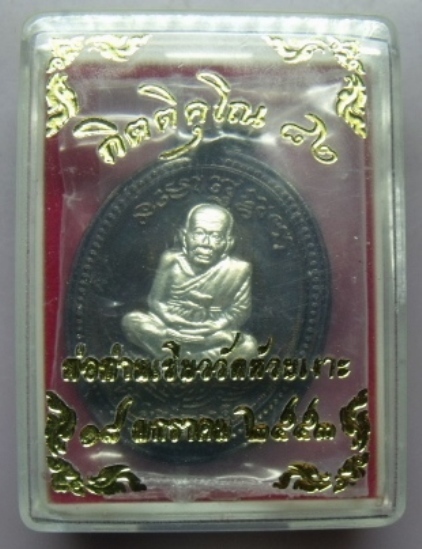 กิตติคุโณ ๘๒
พ่อท่านเขียววัดห้วยเงาะ
๑๘ มกราคม ๒๕๕๓